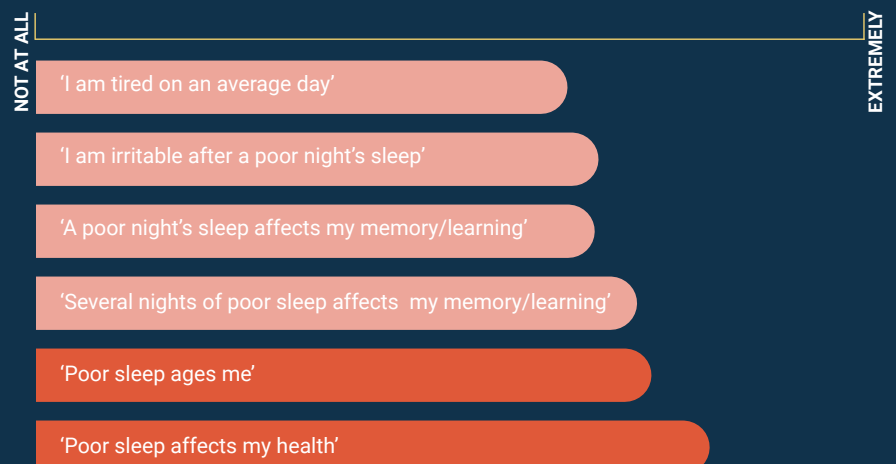 NOT AT ALL
EXTREMELY
‘I am tired on an average day’
‘I am irritable after a poor night’s sleep’
‘A poor night’s sleep affects my memory/learning’
‘Several nights of poor sleep affects  my memory/learning’
‘Poor sleep ages me’
‘Poor sleep affects my health’